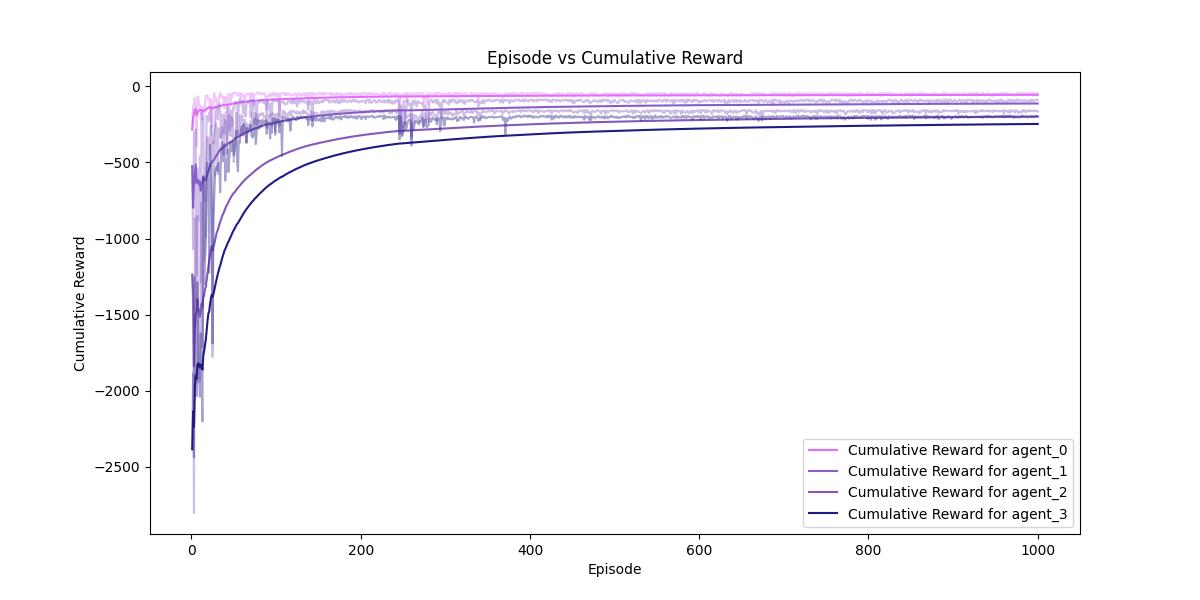 Episode vs Cumulative Reward
Cumulative Reward
0
−500
−1000
−1500
−2000
−2500
0
200
400
600
800
1000
Episode
Cumulative Reward for agent_0
Cumulative Reward for agent_1
Cumulative Reward for agent_2
Cumulative Reward for agent_3